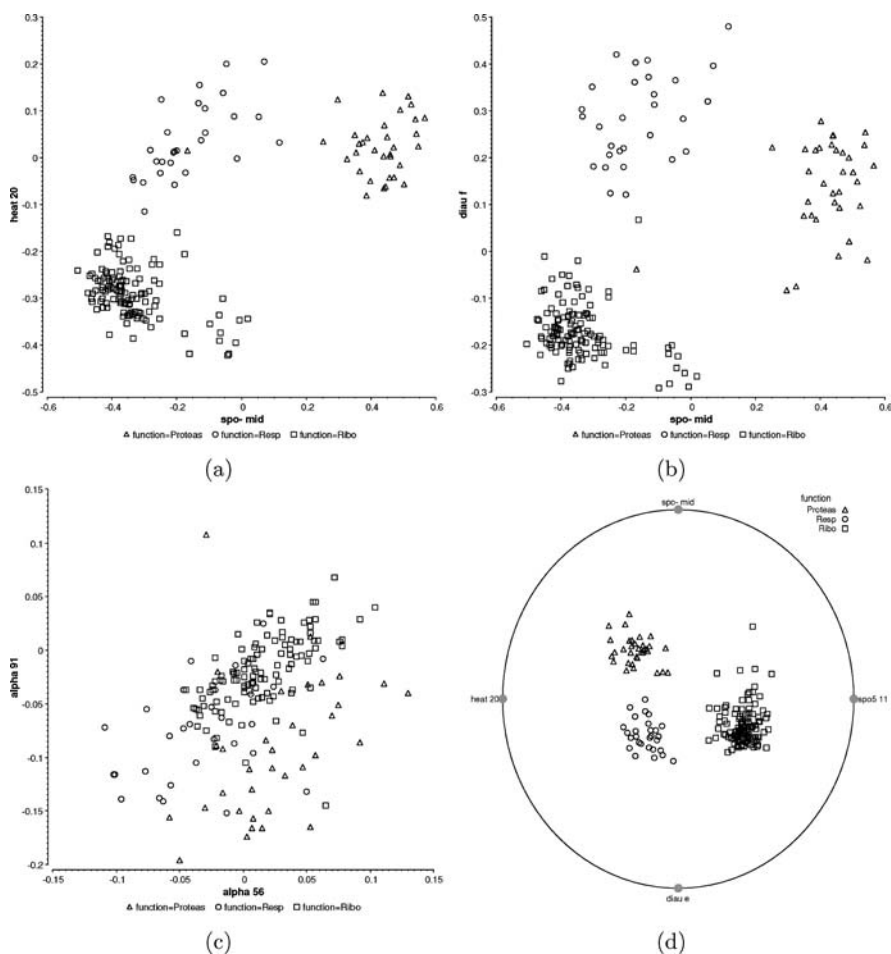 0.3
0.2
0.1
0
-0.1
-0.2
-0.3
-0.4
-0.5
heat 20
-0.6 -0.4 -0.2 0 0.2 0.4 0.6
spo- mid
function=Proteas function=Resp function=Ribo
(a)
0.5
0.4
0.3
0.2
0.1
0
-0.1
-0.2
-0.3
diau f
-0.6 -0.4 -0.2 0 0.2 0.4 0.6
spo- mid
function=Proteas function=Resp function=Ribo
(b)
0.15
0.1
0.05
0
-0.05
-0.1
-0.15
-0.2
alpha 91
-0.15 -0.1 -0.05 0 0.05 0.1 0.15
alpha 56
function=Proteas function=Resp function=Ribo
(c)
function
Proteas
Resp
Ribo
spo- mid
heat 20
spo5 11
diau e
(d)